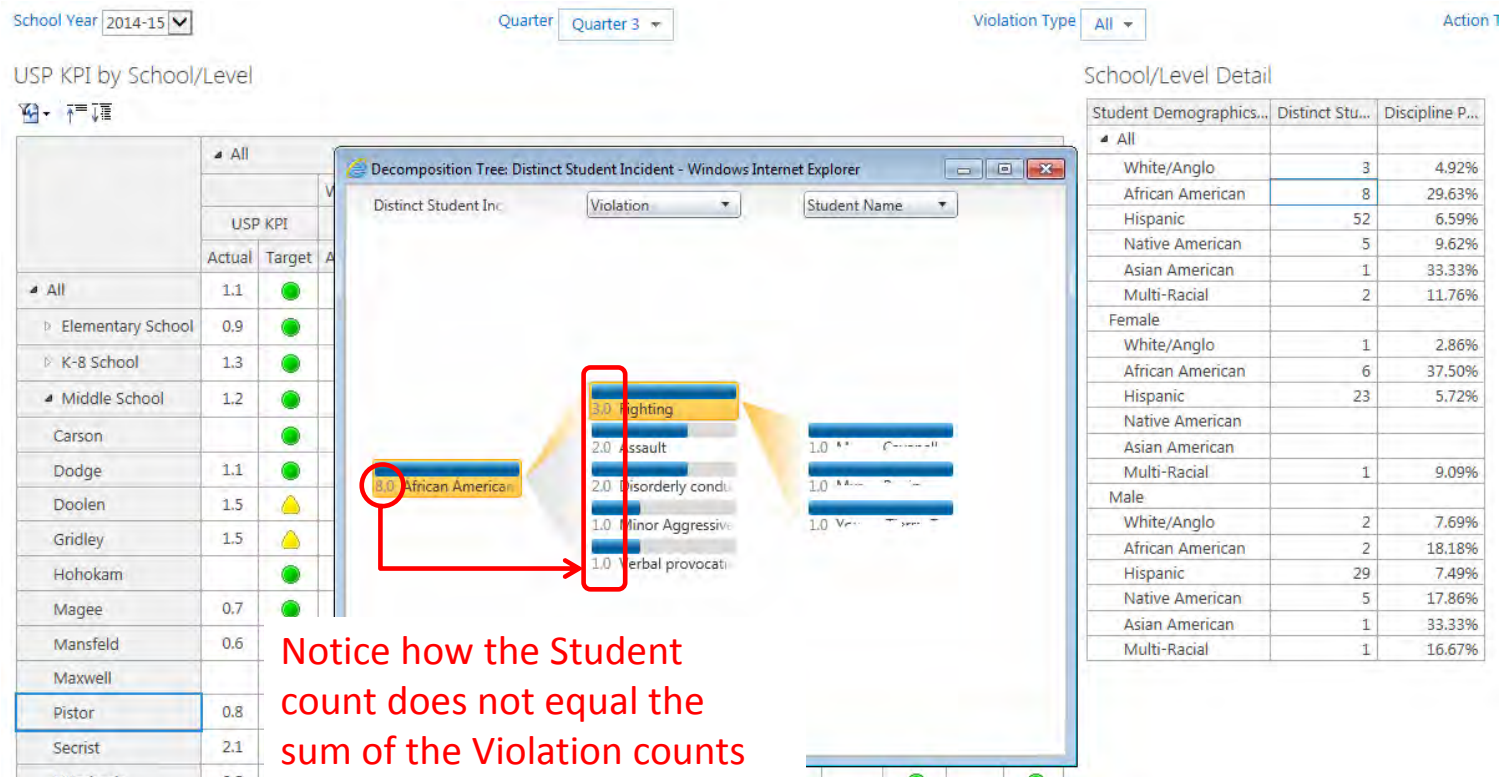 School Year 2014-15 Quarter Quarter 3 Violation Type All Action T
USP KPI by School/Level
School/Level Detail
Student Demographics... Distinct Stu... Discipline P...
All
White/Anglo 3 4.92%
African American 8 29.63%
Hispanic 52 6.59%
Native American 5 9.62%
Asian American 1 33.33%
Multi-Racial 2 11.76%
Female
White/Anglo 1 2.86%
African American 6 37.50%
Hispanic 23 5.72%
Native American
Asian American
Multi-Racial 1 9.09%
Male
White/Anglo 2 7.69%
African American 2 18.18%
Hispanic 29 7.49%
Native American 5 17.86%
Asian American 1 33.33%
Multi-Racial 1 16.67%
All
USP KPI
Actual Target A
All 1.1
Elementary School 0.9
K-8 School 1.3
Middle School 1.2
Carson
Dodge 1.1
Doolen 1.5
Gridley 1.5
Hohokam
Magee 0.7
Mansfeld 0.6
Maxwell
Pistor 0.8
Secrist 2.1
Decomposition Tree: Distinct Student Incident - Windows Internet Explorer
Distinct Student Inc Violation Student Name
8.0 African American
3.0 Fighting
2.0 Assault
2.0 Disorderly condu
1.0 Minor Aggressive
1.0 Verbal provocati
1.0
1.0
1.0
Notice how the Student
count does not equal the
sum of the Violation counts